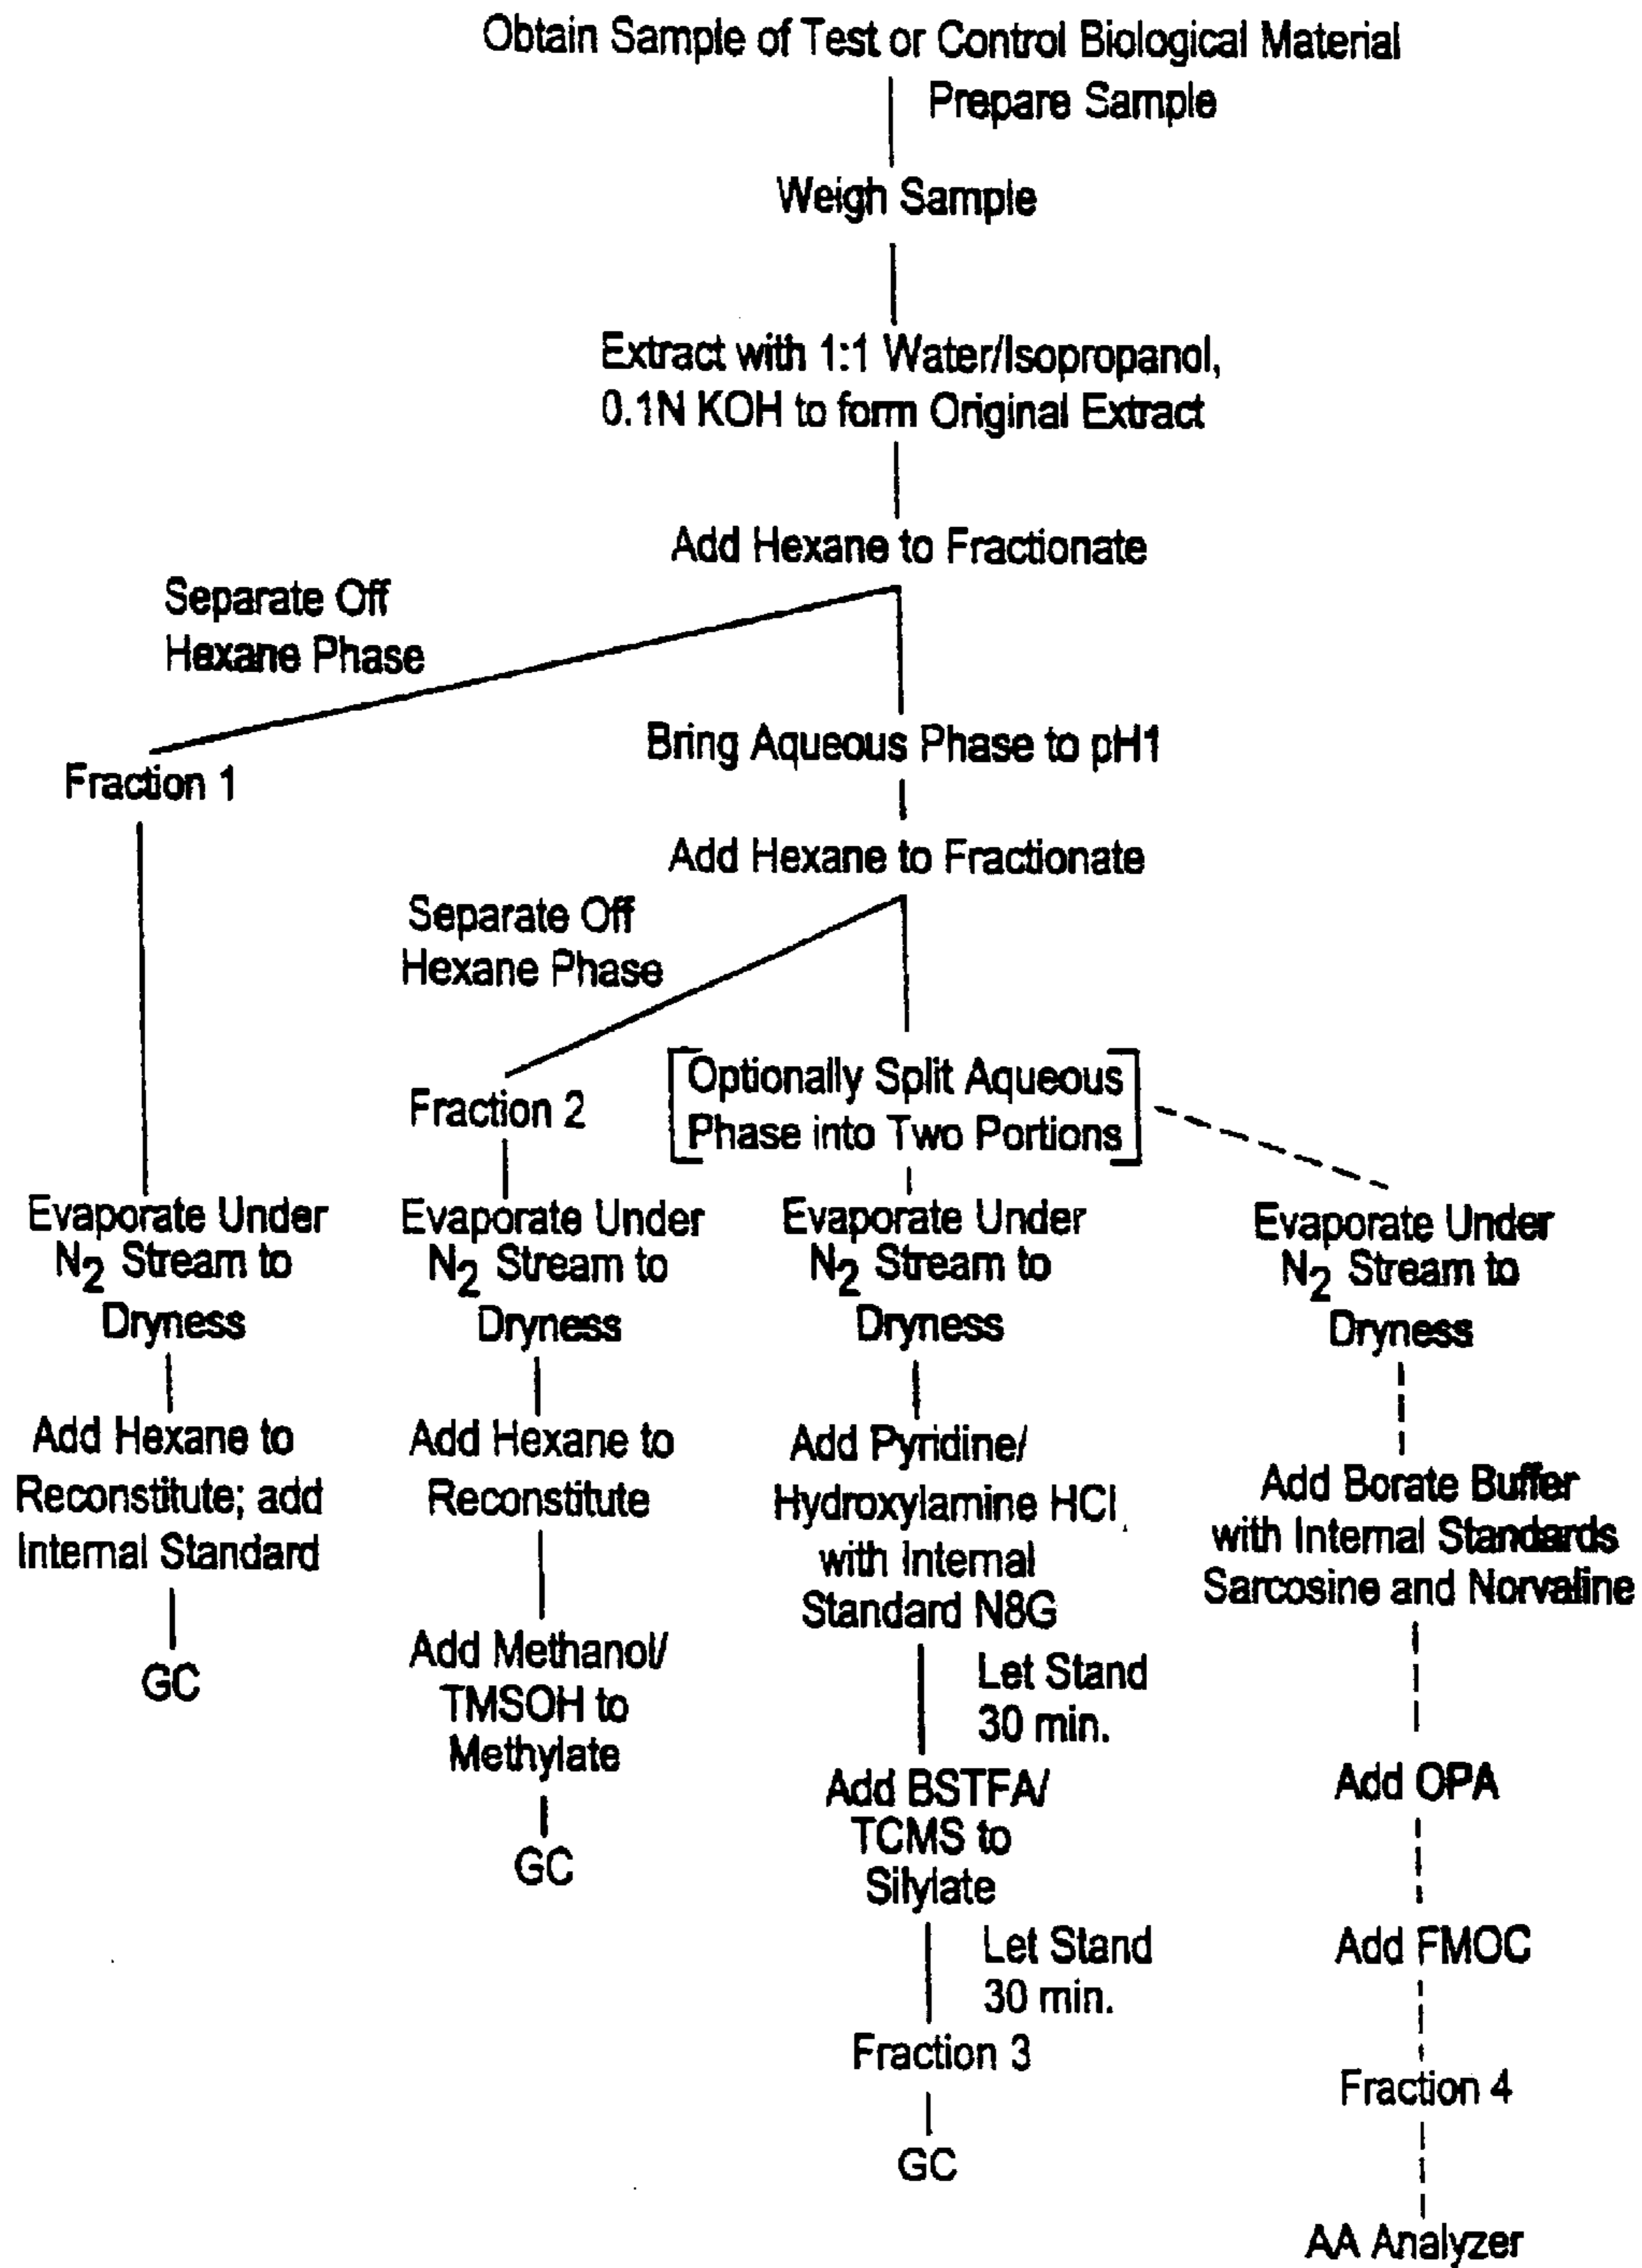 Obtain Sample of Test or Control Biological Material
Prepare Sample
Weigh Sample
Extract with 1:1 Water/Isopropanol,
0.1N KOH to form Original Extract
Add Hexane to Fractionate
Separate Off
Hexane Phase
Fraction 1
Bring Aqueous Phase to pH1
Add Hexane to Fractionate
Separate Off
Hexane Phase
Fraction 2
[Optionally Split Aqueous
Phase into Two Portions]
Evaporate Under
N2 Stream to
Dryness
Add Hexane to
Reconstitute; add
Internal Standard
GC
Evaporate Under
N2 Stream to
Dryness
Add Hexane to
Reconstitute
Add Methanol/
TMSOH to
Methylate
GC
Evaporate Under
N2 Stream to
Dryness
Add Pyridine/
Hydroxylamine HCl
with Internal
Standard N8G
Let Stand
30 min.
Add BSTFA/
TCMS to
Silylate
Let Stand
30 min.
Fraction 3
GC
Evaporate Under
N2 Stream to
Dryness
Add Borate Buffer
with Internal Standards
Sarcosine and Norvaline
Add OPA
Add FMOC
Fraction 4
AA Analyzer